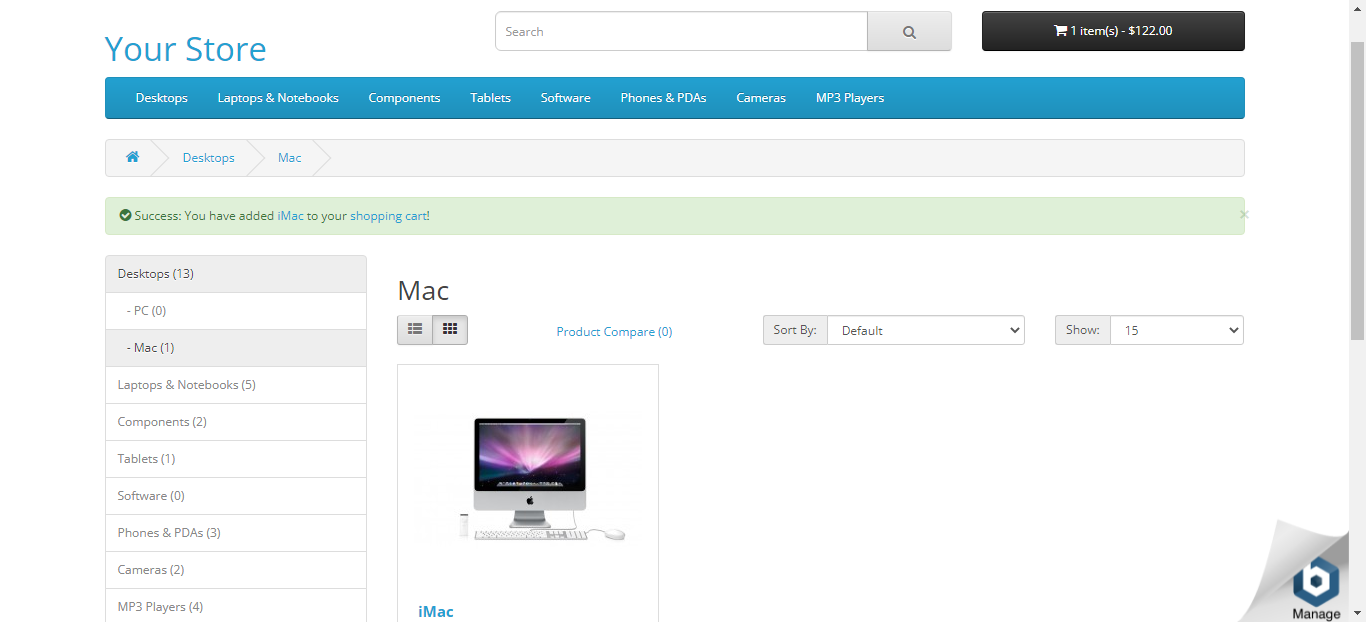 Your Store
Search
1 item(s) - $122.00
Desktops Laptops & Notebooks Components Tablets Software Phones & PDAs Cameras MP3 Players
Desktops Mac
Success: You have added iMac to your shopping cart!
×
Desktops (13)
- PC (0)
- Mac (1)
Laptops & Notebooks (5)
Components (2)
Tablets (1)
Software (0)
Phones & PDAs (3)
Cameras (2)
MP3 Players (4)
Mac
Product Compare (0)
Sort By: Default
Show: 15
iMac
b
Manage